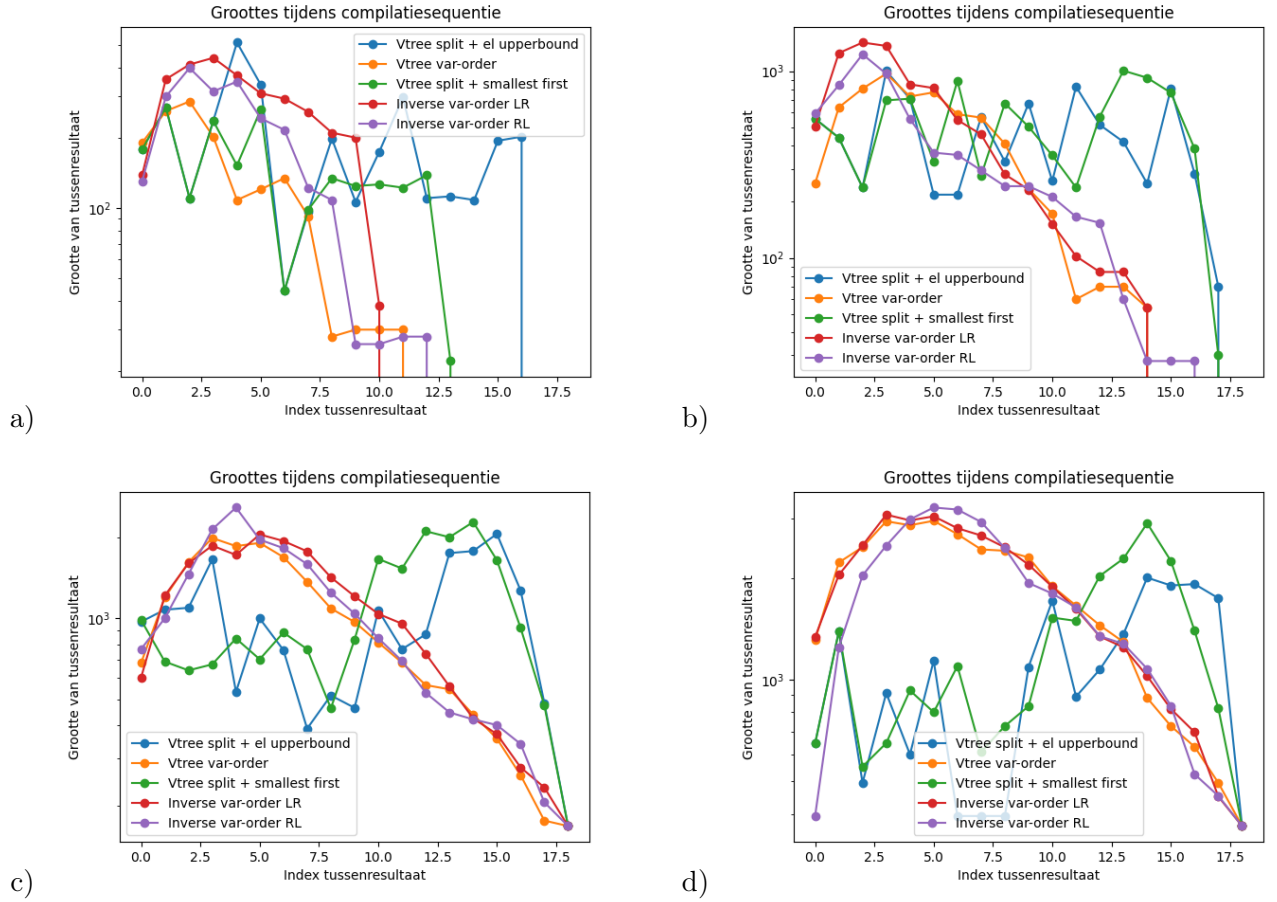 Groottes tijdens compilatiesequentie
Grootte van tussenresultaat
10²
Vtree split + el upperbound
Vtree var-order
Vtree split + smallest first
Inverse var-order LR
Inverse var-order RL
0.0 2.5 5.0 7.5 10.0 12.5 15.0 17.5
Index tussenresultaat
a)
Groottes tijdens compilatiesequentie
Grootte van tussenresultaat
10³
10²
Vtree split + el upperbound
Vtree var-order
Vtree split + smallest first
Inverse var-order LR
Inverse var-order RL
0.0 2.5 5.0 7.5 10.0 12.5 15.0 17.5
Index tussenresultaat
b)
Groottes tijdens compilatiesequentie
Grootte van tussenresultaat
10³
Vtree split + el upperbound
Vtree var-order
Vtree split + smallest first
Inverse var-order LR
Inverse var-order RL
0.0 2.5 5.0 7.5 10.0 12.5 15.0 17.5
Index tussenresultaat
c)
Groottes tijdens compilatiesequentie
Grootte van tussenresultaat
10³
Vtree split + el upperbound
Vtree var-order
Vtree split + smallest first
Inverse var-order LR
Inverse var-order RL
0.0 2.5 5.0 7.5 10.0 12.5 15.0 17.5
Index tussenresultaat
d)